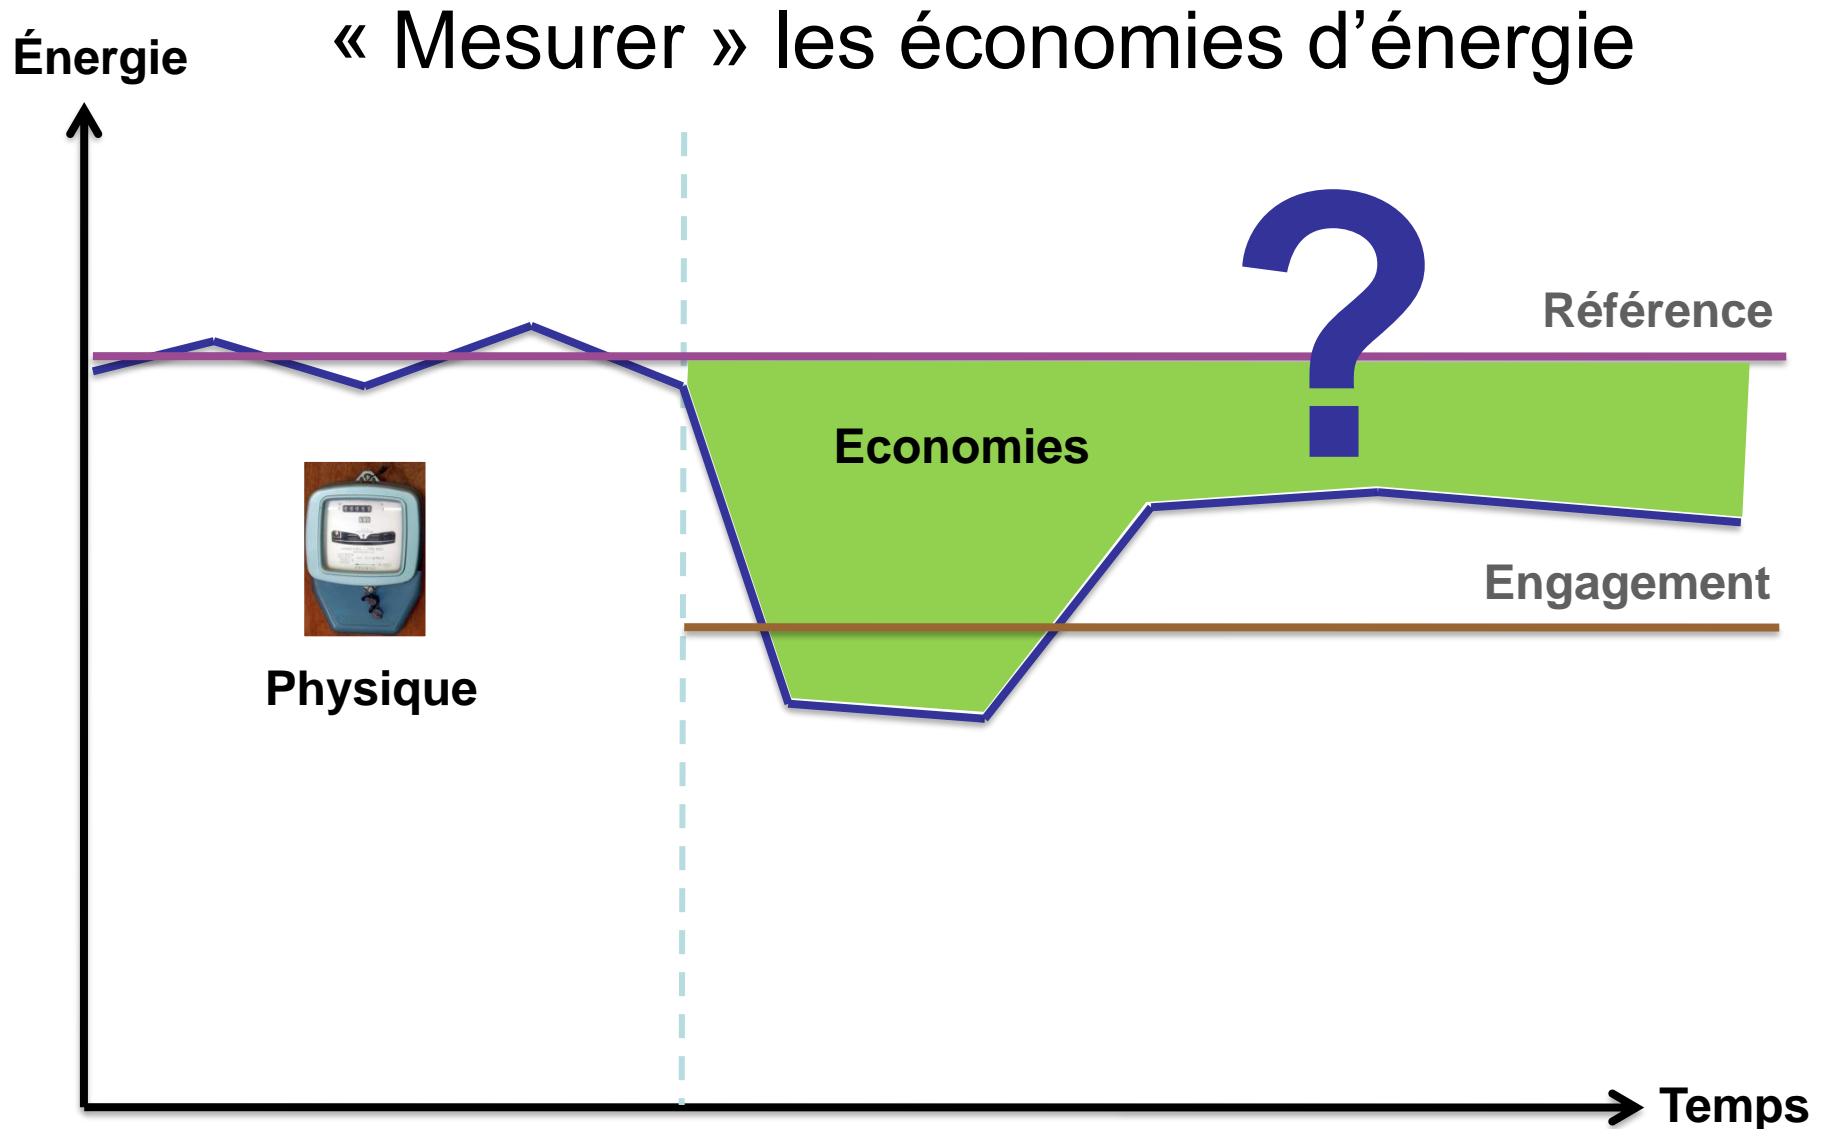 « Mesurer » les économies d’énergie
Énergie
?
Référence
Economies
Engagement
Physique
Temps